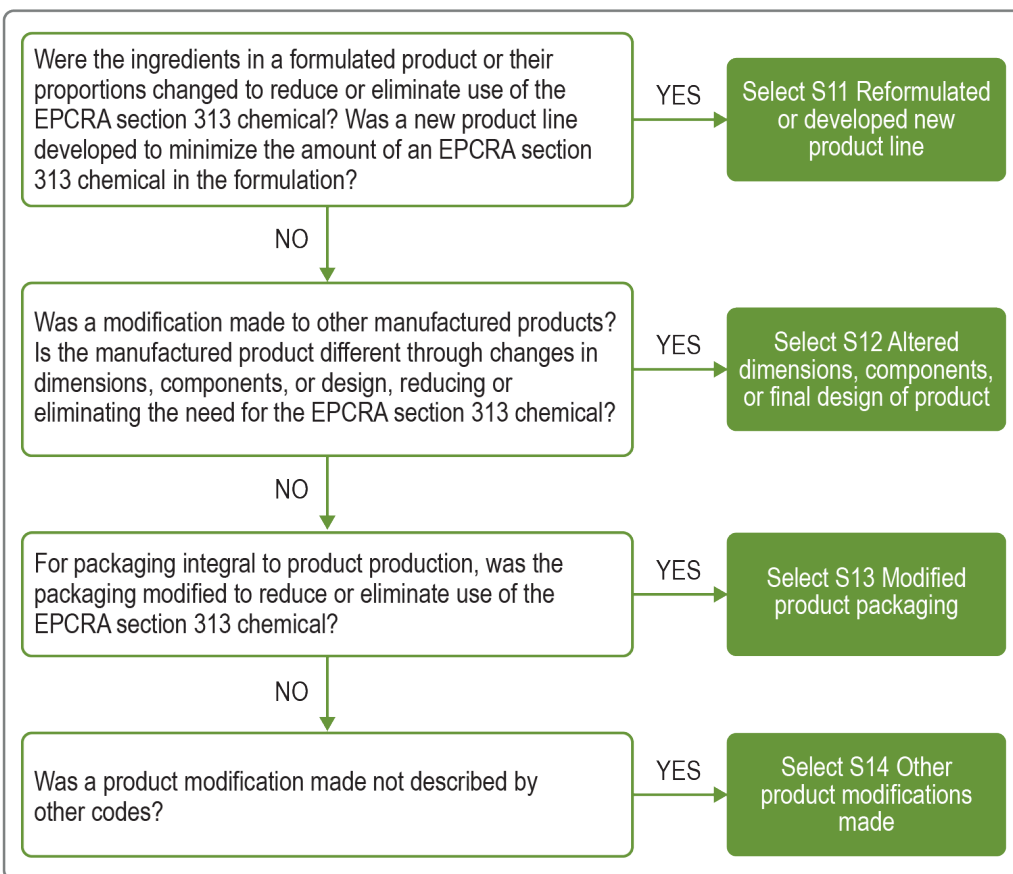 Were the ingredients in a formulated product or their
proportions changed to reduce or eliminate use of the
EPCRA section 313 chemical? Was a new product line
developed to minimize the amount of an EPCRA section
313 chemical in the formulation?
YES
Select S11 Reformulated
or developed new
product line
NO
Was a modification made to other manufactured products?
Is the manufactured product different through changes in
dimensions, components, or design, reducing or
eliminating the need for the EPCRA section 313 chemical?
YES
Select S12 Altered
dimensions, components,
or final design of product
NO
For packaging integral to product production, was the
packaging modified to reduce or eliminate use of the
EPCRA section 313 chemical?
YES
Select S13 Modified
product packaging
NO
Was a product modification made not described by
other codes?
YES
Select S14 Other
product modifications
made